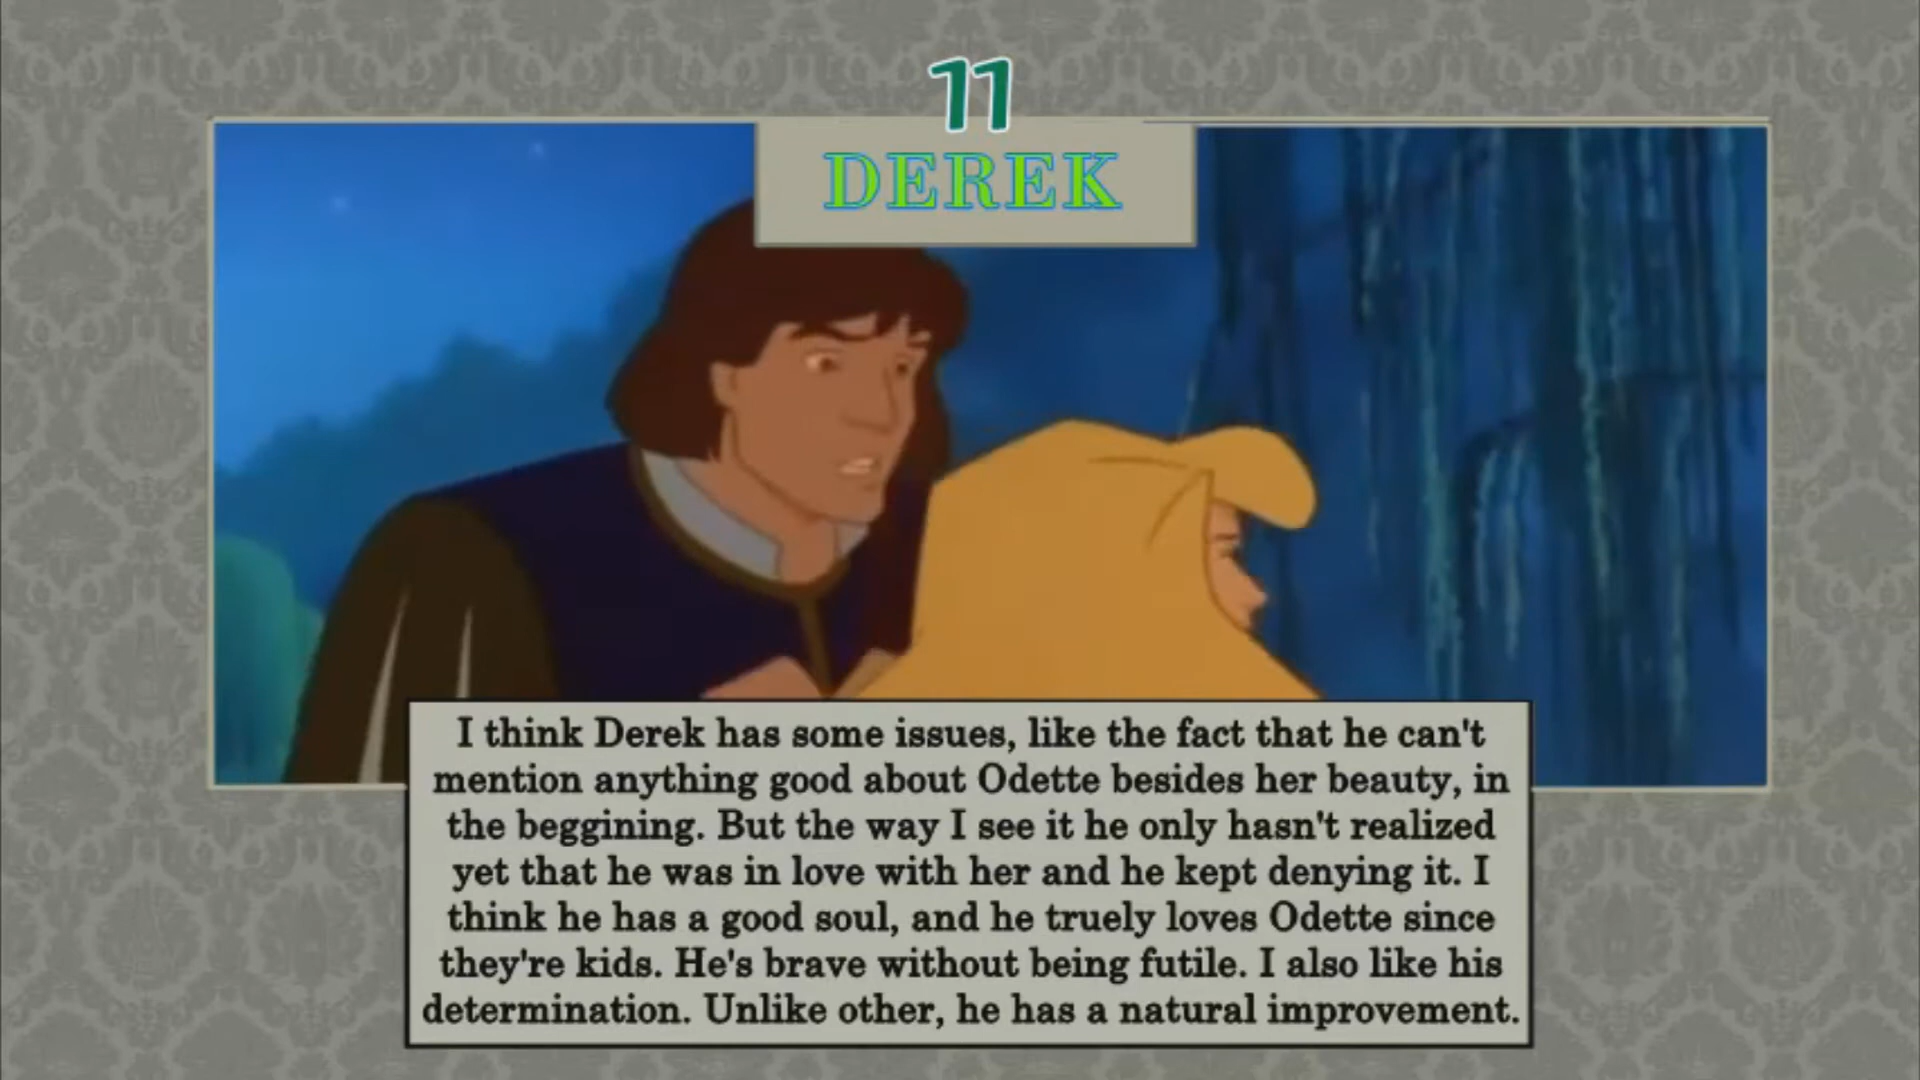 11
DEREK
I think Derek has some issues, like the fact that he can't
mention anything good about Odette besides her beauty, in
the beggining. But the way I see it he only hasn't realized
yet that he was in love with her and he kept denying it. I
think he has a good soul, and he truely loves Odette since
they're kids. He's brave without being futile. I also like his
determination. Unlike other, he has a natural improvement.